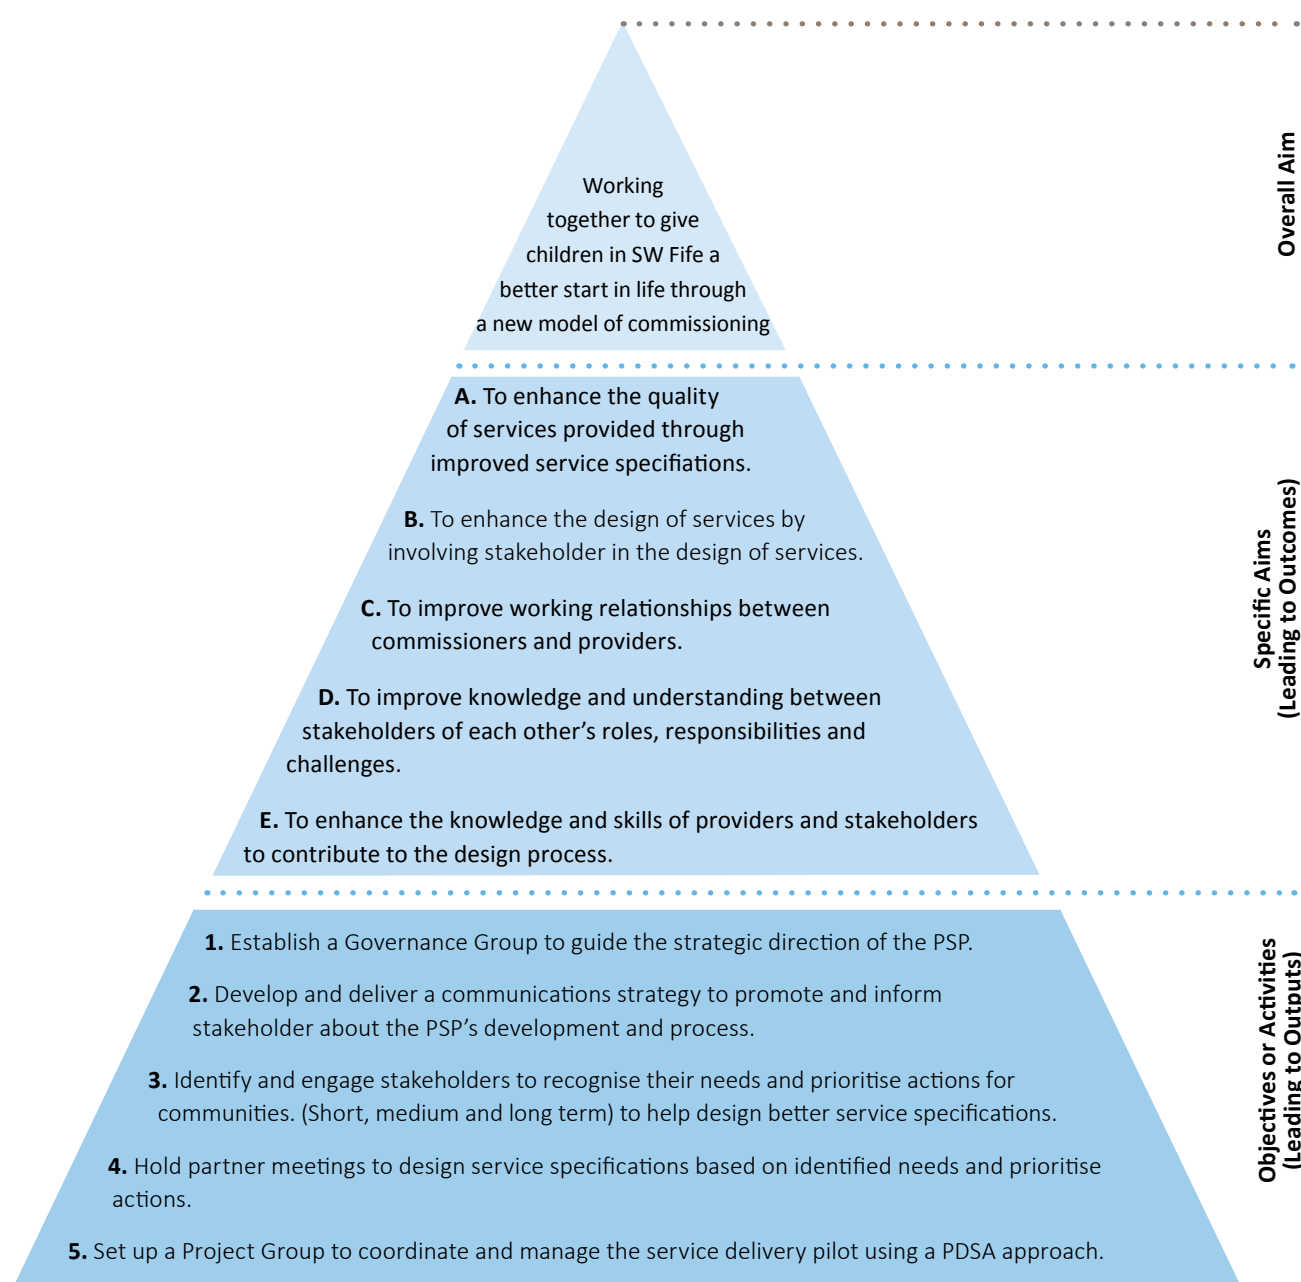 Working
together to give
children in SW Fife a
better start in life through
a new model of commissioning
Overall Aim
A. To enhance the quality
of services provided through
improved service specifiations.
B. To enhance the design of services by
involving stakeholder in the design of services.
C. To improve working relationships between
commissioners and providers.
D. To improve knowledge and understanding between
stakeholders of each other’s roles, responsibilities and
challenges.
E. To enhance the knowledge and skills of providers and stakeholders
to contribute to the design process.
Specific Aims
(Leading to Outcomes)
1. Establish a Governance Group to guide the strategic direction of the PSP.
2. Develop and deliver a communications strategy to promote and inform
stakeholder about the PSP’s development and process.
3. Identify and engage stakeholders to recognise their needs and prioritise actions for
communities. (Short, medium and long term) to help design better service specifications.
4. Hold partner meetings to design service specifications based on identified needs and prioritise
actions.
5. Set up a Project Group to coordinate and manage the service delivery pilot using a PDSA approach.
Objectives or Activities
(Leading to Outputs)